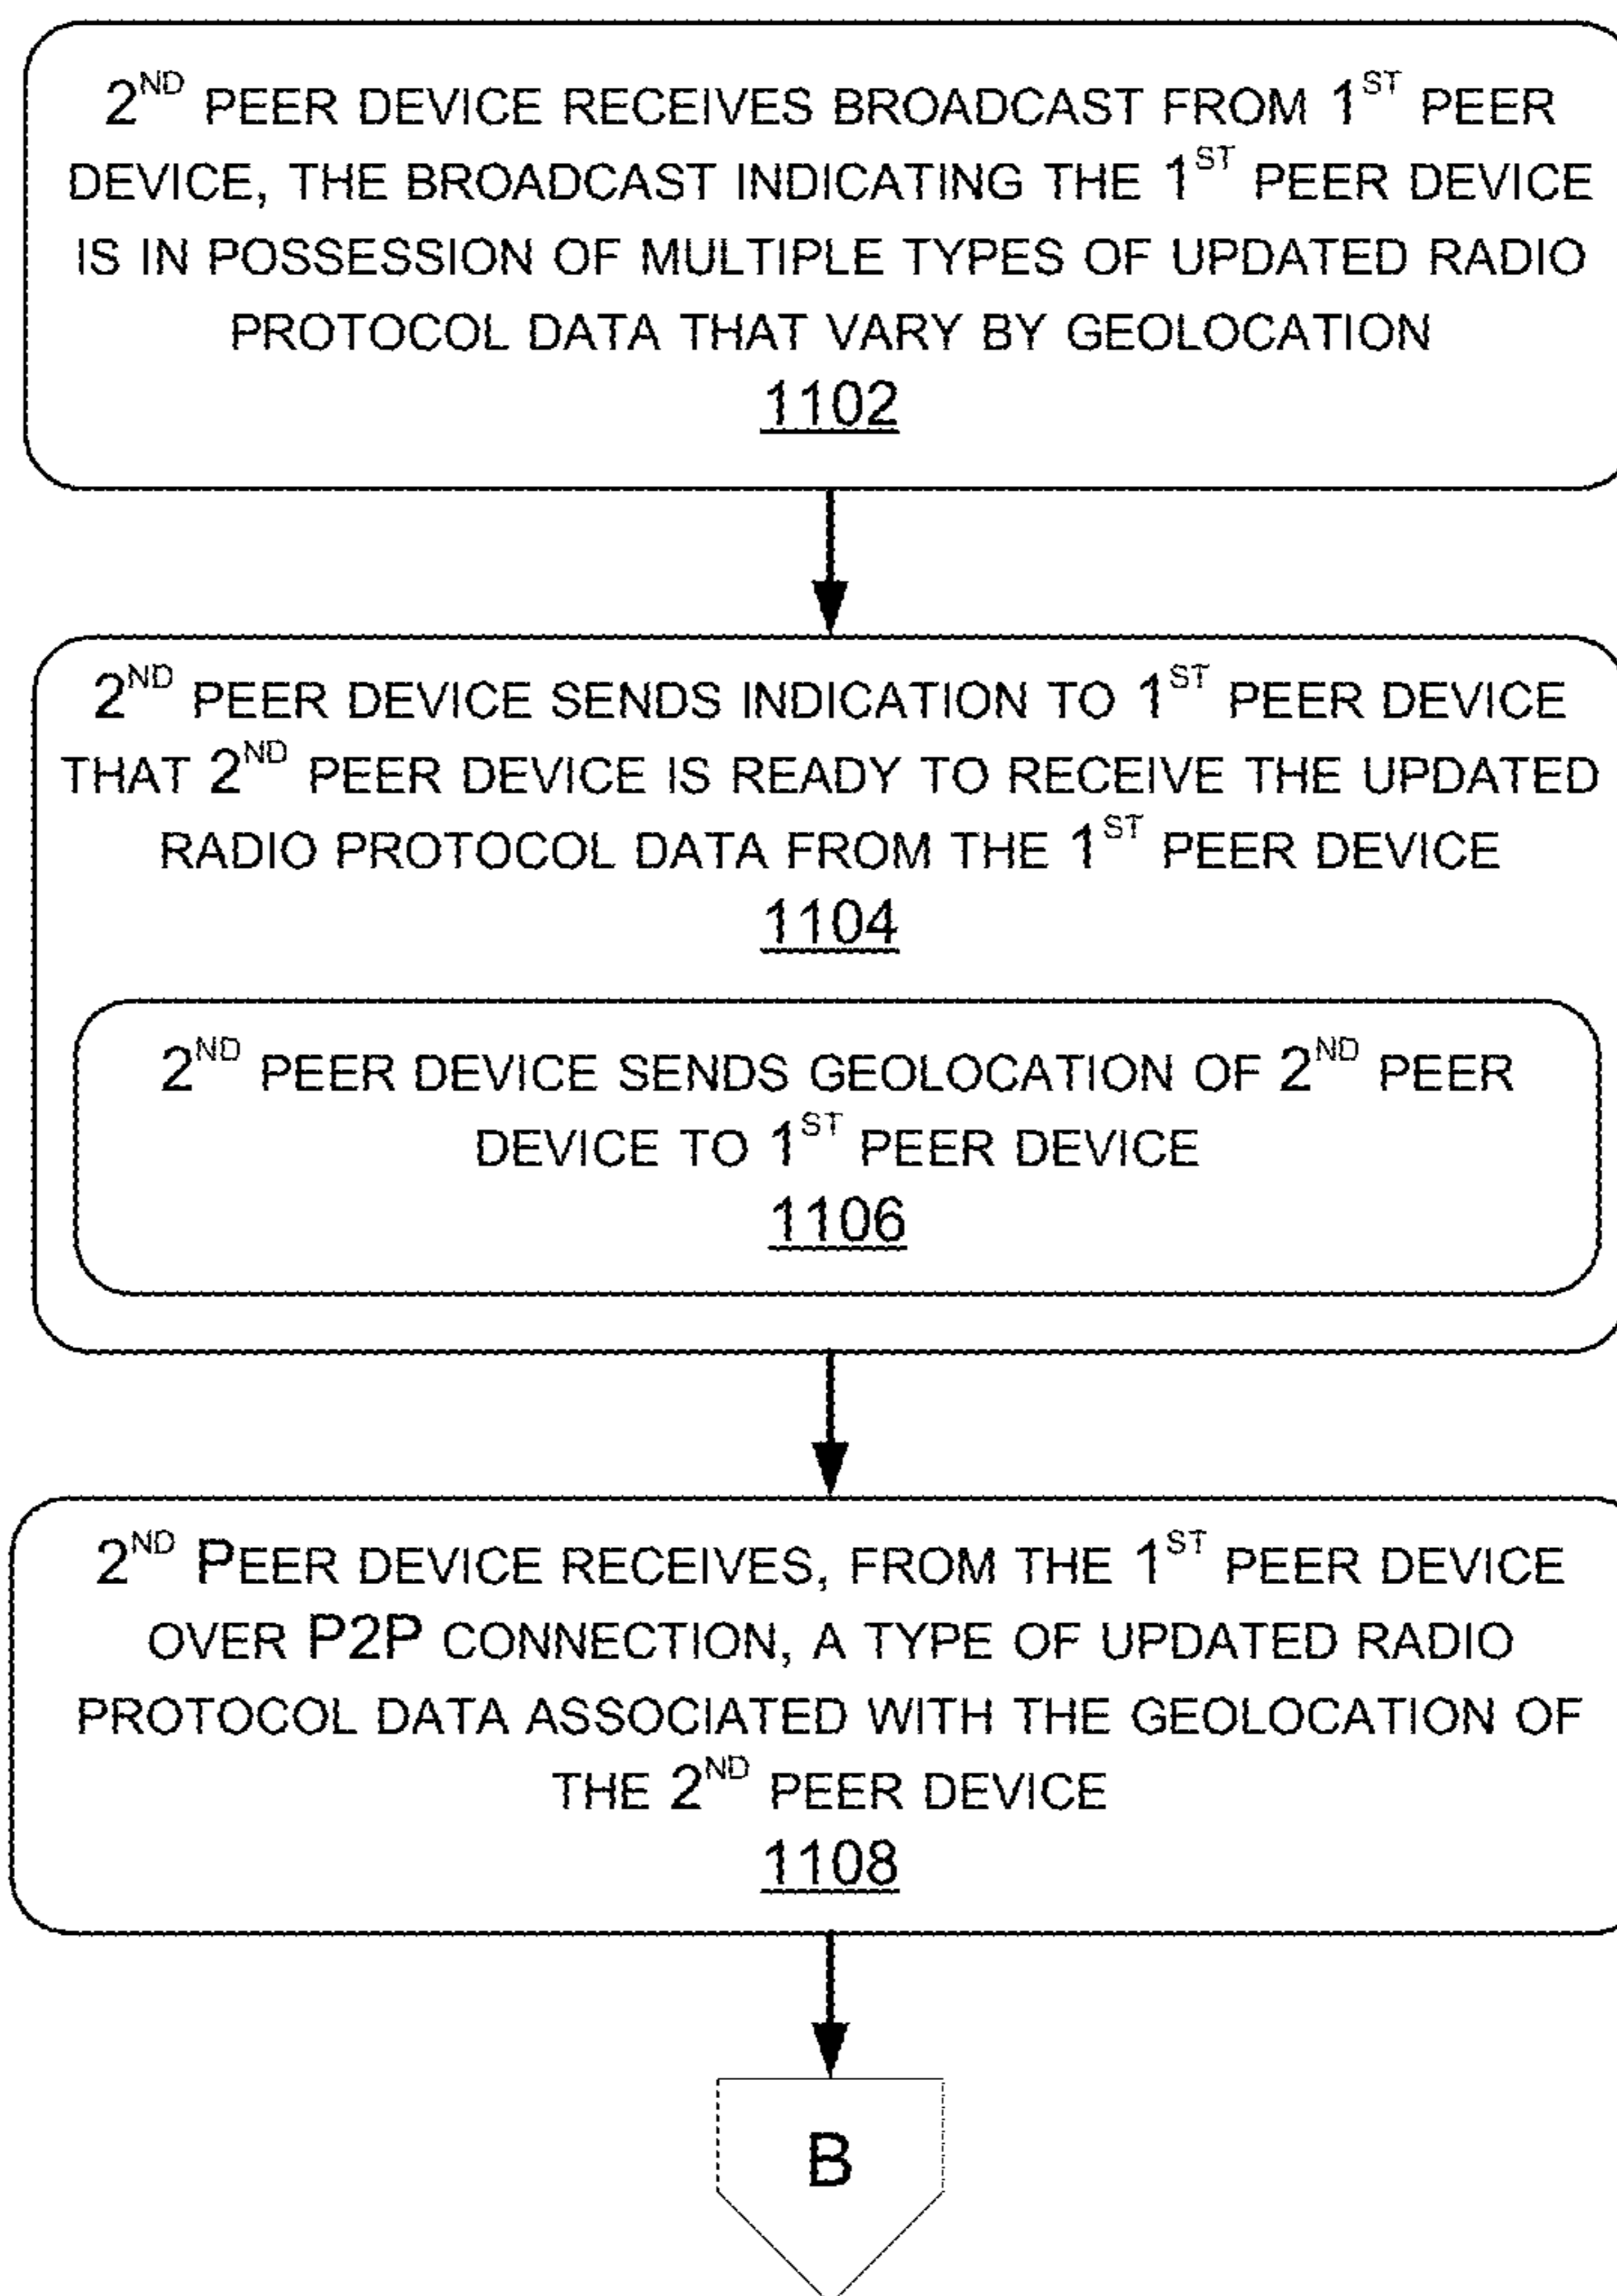 2ND PEER DEVICE RECEIVES BROADCAST FROM 1ST PEER
DEVICE, THE BROADCAST INDICATING THE 1ST PEER DEVICE
IS IN POSSESSION OF MULTIPLE TYPES OF UPDATED RADIO
PROTOCOL DATA THAT VARY BY GEOLOCATION
1102
2ND PEER DEVICE SENDS INDICATION TO 1ST PEER DEVICE
THAT 2ND PEER DEVICE IS READY TO RECEIVE THE UPDATED
RADIO PROTOCOL DATA FROM THE 1ST PEER DEVICE
1104
2ND PEER DEVICE SENDS GEOLOCATION OF 2ND PEER
DEVICE TO 1ST PEER DEVICE
1106
2ND PEER DEVICE RECEIVES, FROM THE 1ST PEER DEVICE
OVER P2P CONNECTION, A TYPE OF UPDATED RADIO
PROTOCOL DATA ASSOCIATED WITH THE GEOLOCATION OF
THE 2ND PEER DEVICE
1108
B